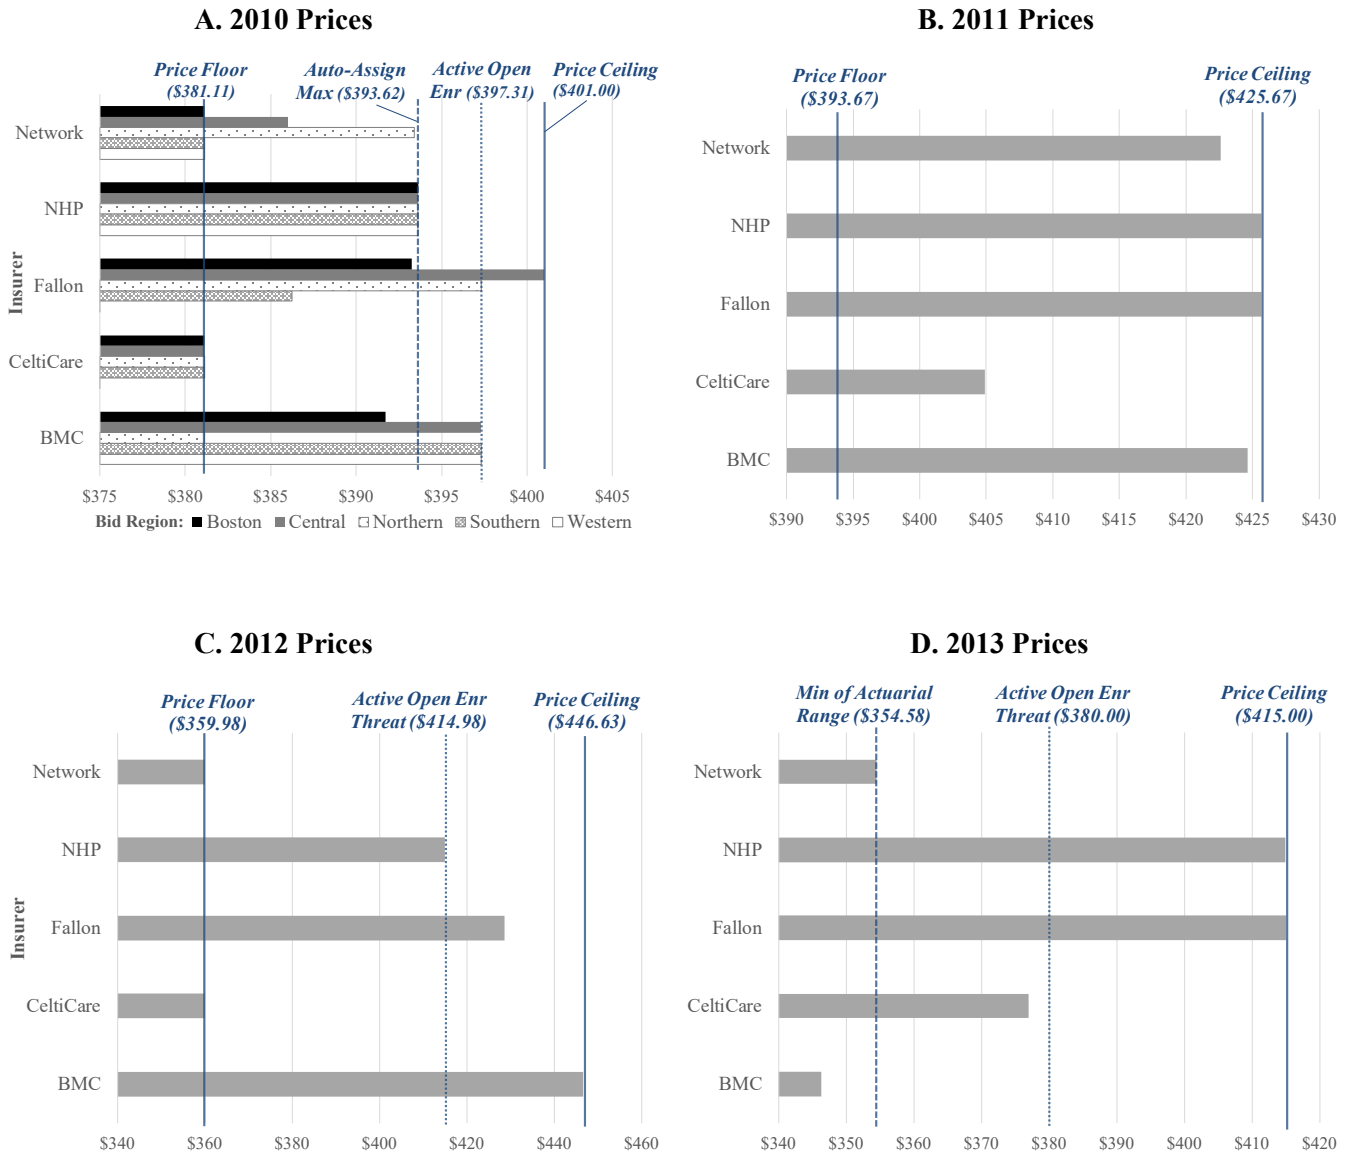 A. 2010 Prices
Price Floor
($381.11)
Auto-Assign
Max ($393.62)
Active Open
Enr ($397.31)
Price Ceiling
($401.00)
Insurer
Network
NHP
Fallon
CeltiCare
BMC
$375 $380 $385 $390 $395 $400 $405
Bid Region: Boston Central Northern Southern Western
B. 2011 Prices
Price Floor
($393.67)
Price Ceiling
($425.67)
Network
NHP
Fallon
CeltiCare
BMC
$390 $395 $400 $405 $410 $415 $420 $425 $430
C. 2012 Prices
Price Floor
($359.98)
Active Open Enr
Threat ($414.98)
Price Ceiling
($446.63)
Insurer
Network
NHP
Fallon
CeltiCare
BMC
$340 $360 $380 $400 $420 $440 $460
D. 2013 Prices
Min of Actuarial
Range ($354.58)
Active Open Enr
Threat ($380.00)
Price Ceiling
($415.00)
Network
NHP
Fallon
CeltiCare
BMC
$340 $350 $360 $370 $380 $390 $400 $410 $420